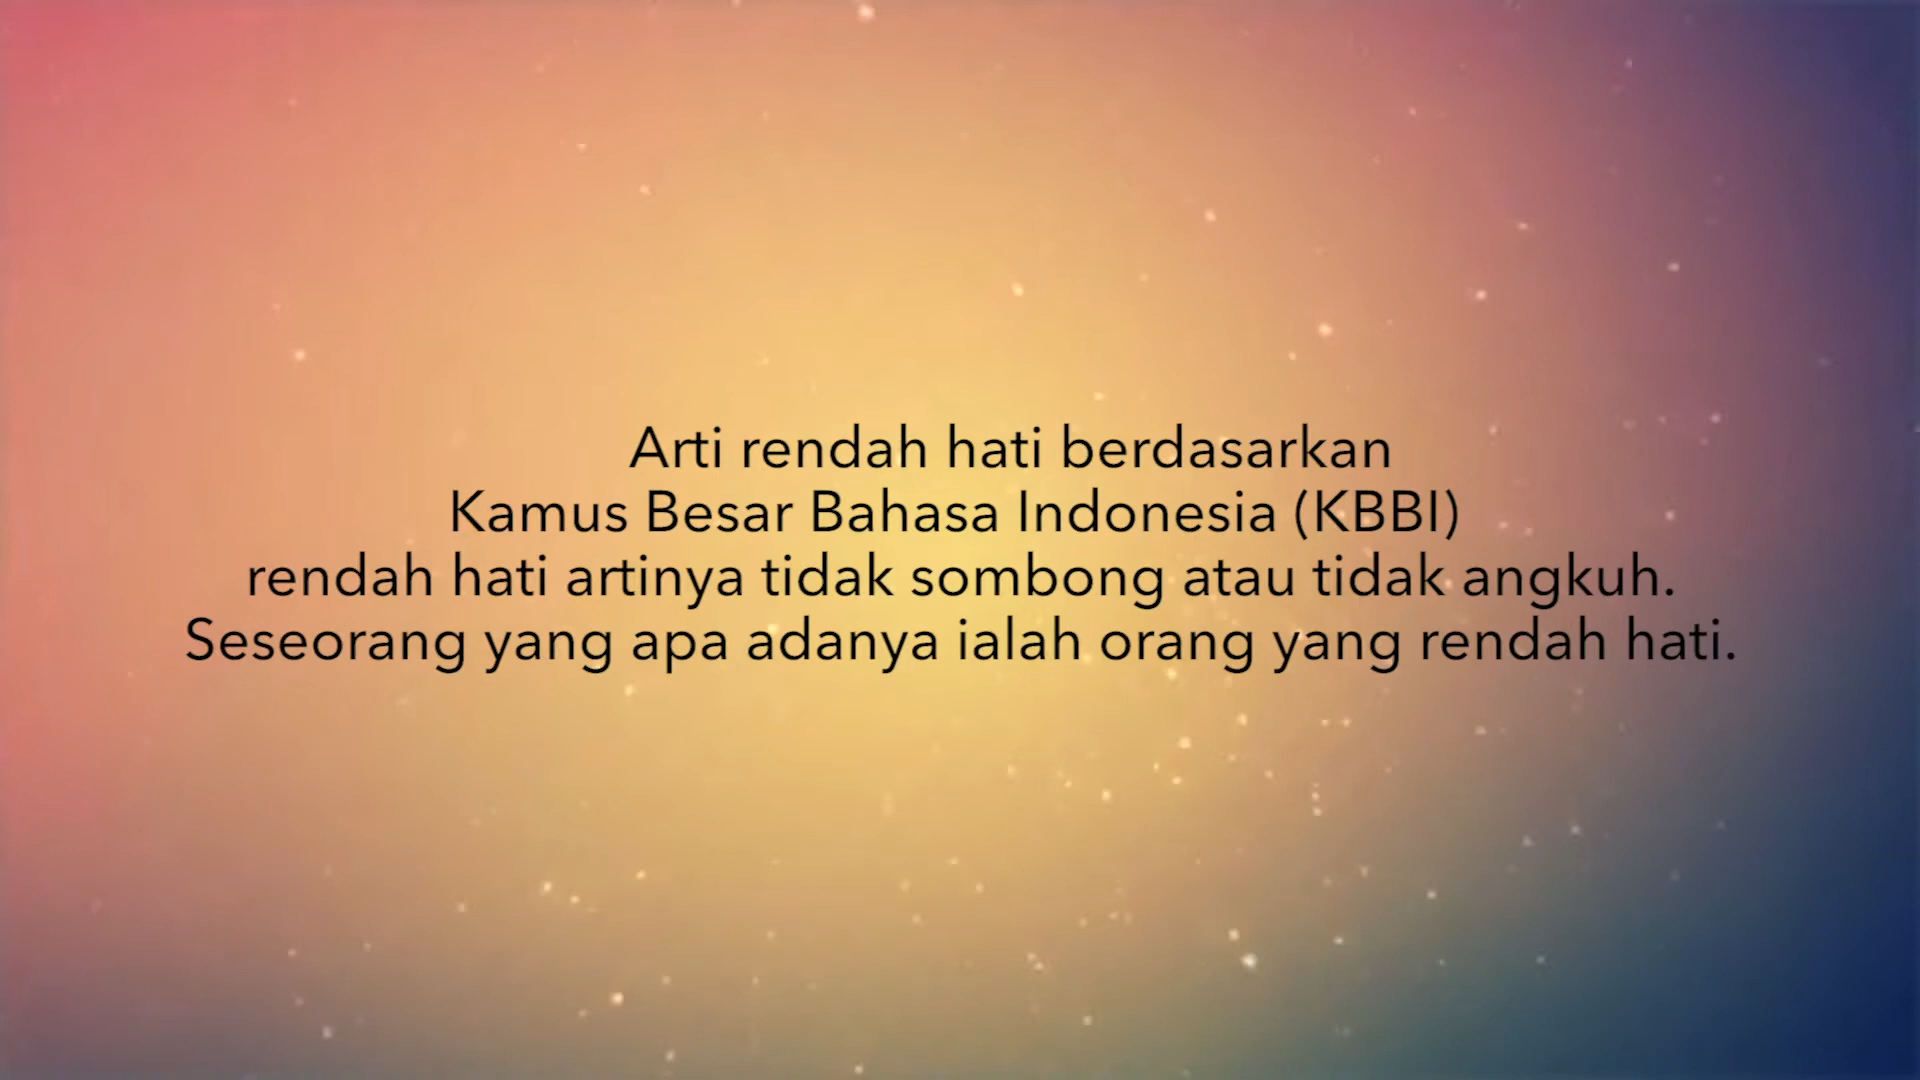 Arti rendah hati berdasarkan
Kamus Besar Bahasa Indonesia (KBBI)
rendah hati artinya tidak sombong atau tidak angkuh.
Seseorang yang apa adanya ialah orang yang rendah hati.